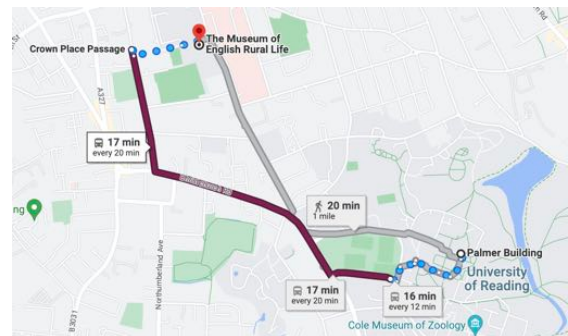 The Museum of
English Rural Life
Crown Place Passage
A327
17 min
every 20 min
20 min
1 mile
Palmer Building
University
of Reading
17 min
every 20 min
16 min
every 12 min
Northumberland Ave
Cole Museum of Zoology
B3031